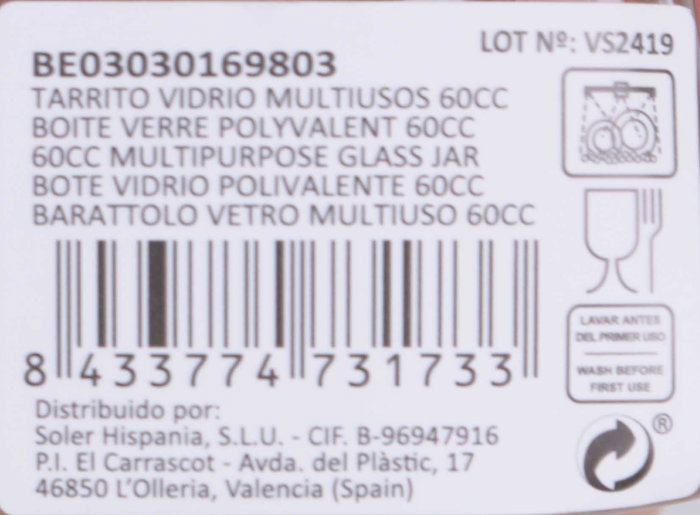 LOT Nº: VS2419
BE03030169803
TARRITO VIDRIO MULTIUSOS 60CC
BOITE VERRE POLYVALENT 60CC
60CC MULTIPURPOSE GLASS JAR
BOTE VIDRIO POLIVALENTE 60CC
BARATTOLO VETRO MULTIUSO 60CC
8 433774 731733
LAVAR ANTES
DEL PRIMER USO
WASH BEFORE
FIRST USE
Distribuido por:
Soler Hispania, S.L.U. - CIF. B-96947916
P.I. El Carrascot - Avda. del Plàstic, 17
46850 L'Olleria, Valencia (Spain)
®